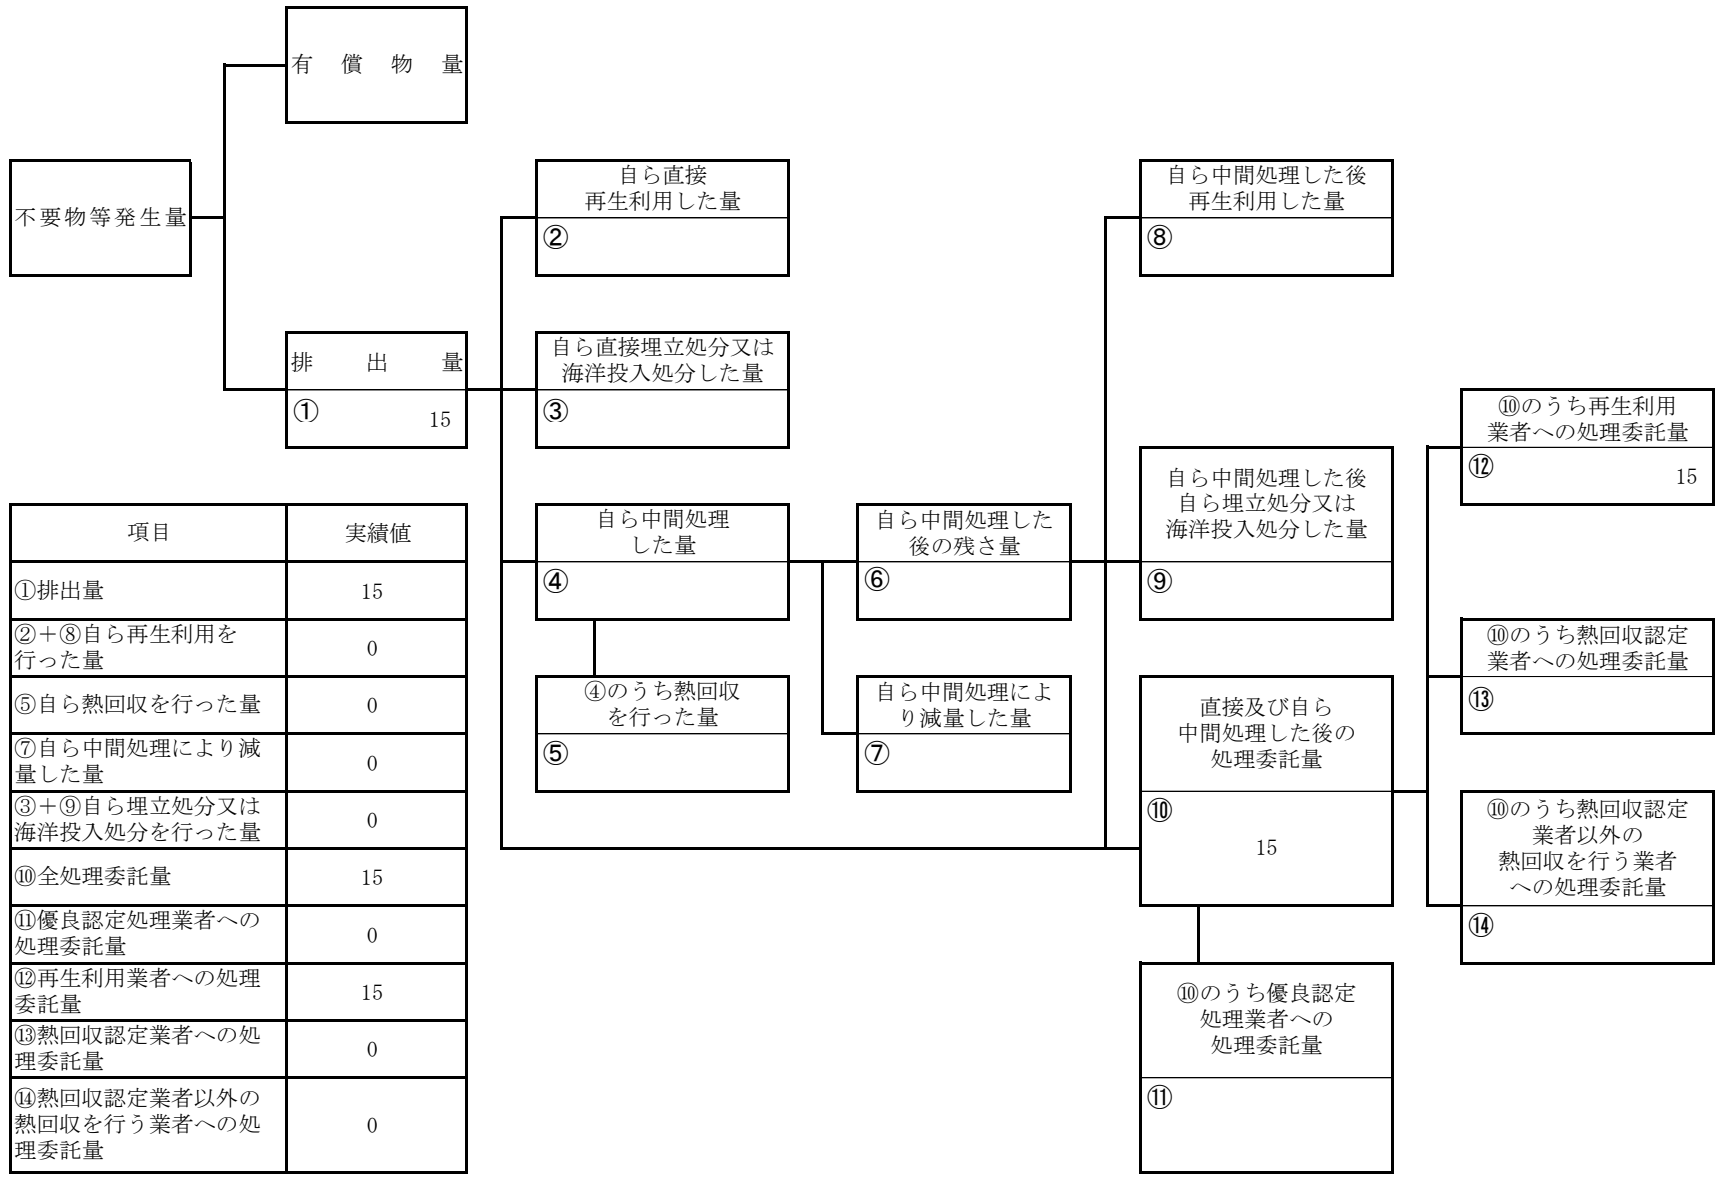 有償物量
不要物等発生量
排出量
①
15
自ら直接
再生利用した量
②
自ら直接埋立処分又は
海洋投入処分した量
③
自ら中間処理
した量
④
④のうち熱回収
を行った量
⑤
自ら中間処理した
後の残さ量
⑥
自ら中間処理によ
り減量した量
⑦
自ら中間処理した後
再生利用した量
⑧
自ら中間処理した後
自ら埋立処分又は
海洋投入処分した量
⑨
直接及び自ら
中間処理した後の
処理委託量
⑩
15
⑩のうち優良認定
処理業者への
処理委託量
⑪
⑩のうち再生利用
業者への処理委託量
⑫
15
⑩のうち熱回収認定
業者への処理委託量
⑬
⑩のうち熱回収認定
業者以外の
熱回収を行う業者
への処理委託量
⑭
項目
実績値
①排出量
15
②＋⑧自ら再生利用を
行った量
0
⑤自ら熱回収を行った量
0
⑦自ら中間処理により減
量した量
0
③＋⑨自ら埋立処分又は
海洋投入処分を行った量
0
⑩全処理委託量
15
⑪優良認定処理業者への
処理委託量
0
⑫再生利用業者への処理
委託量
15
⑬熱回収認定業者への処
理委託量
0
⑭熱回収認定業者以外の
熱回収を行う業者への処
理委託量
0